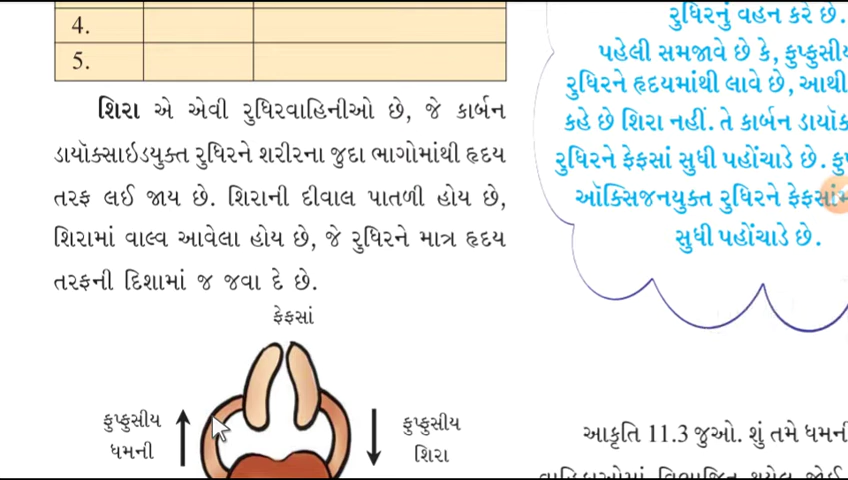 4.
5.
શિરા એ એવી રુધિરવાહિનીઓ છે, જે કાર્બન
ડાયૉક્સાઇડયુક્ત રુધિરને શરીરના જુદા ભાગોમાંથી હૃદય
તરફ લઈ જાય છે. શિરાની દીવાલ પાતળી હોય છે,
શિરામાં વાલ્વ આવેલા હોય છે, જે રુધિરને માત્ર હૃદય
તરફની દિશામાં જ જવા દે છે.
ફેફસાં
ફુપ્ફુસીય
ધમની
ફુપ્ફુસીય
શિરા
રુધિરનું વહન કરે છે.
પહેલી સમજાવે છે કે, ફુપ્ફુસીય
રુધિરને હૃદયમાંથી લાવે છે, આથી
કહે છે શિરા નહીં. તે કાર્બન
રુધિરને ફેફસાં સુધી પહોંચાડે છે.
ઑક્સિજનયુક્ત રુધિરને
સુધી પહોંચાડે છે.
આકૃતિ 11.3 જુઓ. શું તમે